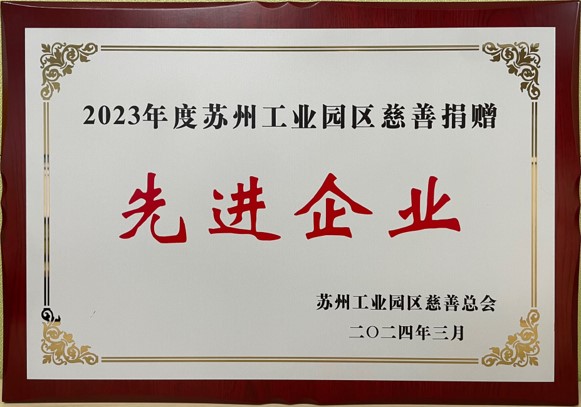 2023年度苏州工业园区慈善捐赠
先进企业
苏州工业园区慈善总会
二〇二四年三月